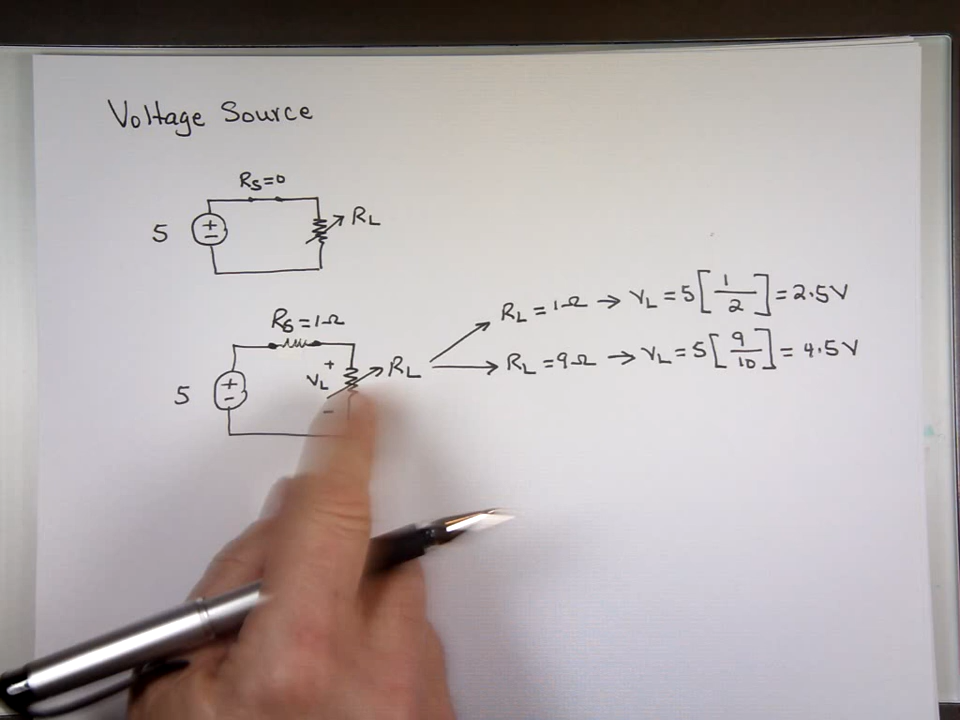 Voltage Source
RS=0
5 + - RL
RS=1Ω
5 + - + VL - RL
RL=1Ω → VL=5[1/2]=2.5V
RL=9Ω → VL=5[9/10]=4.5V